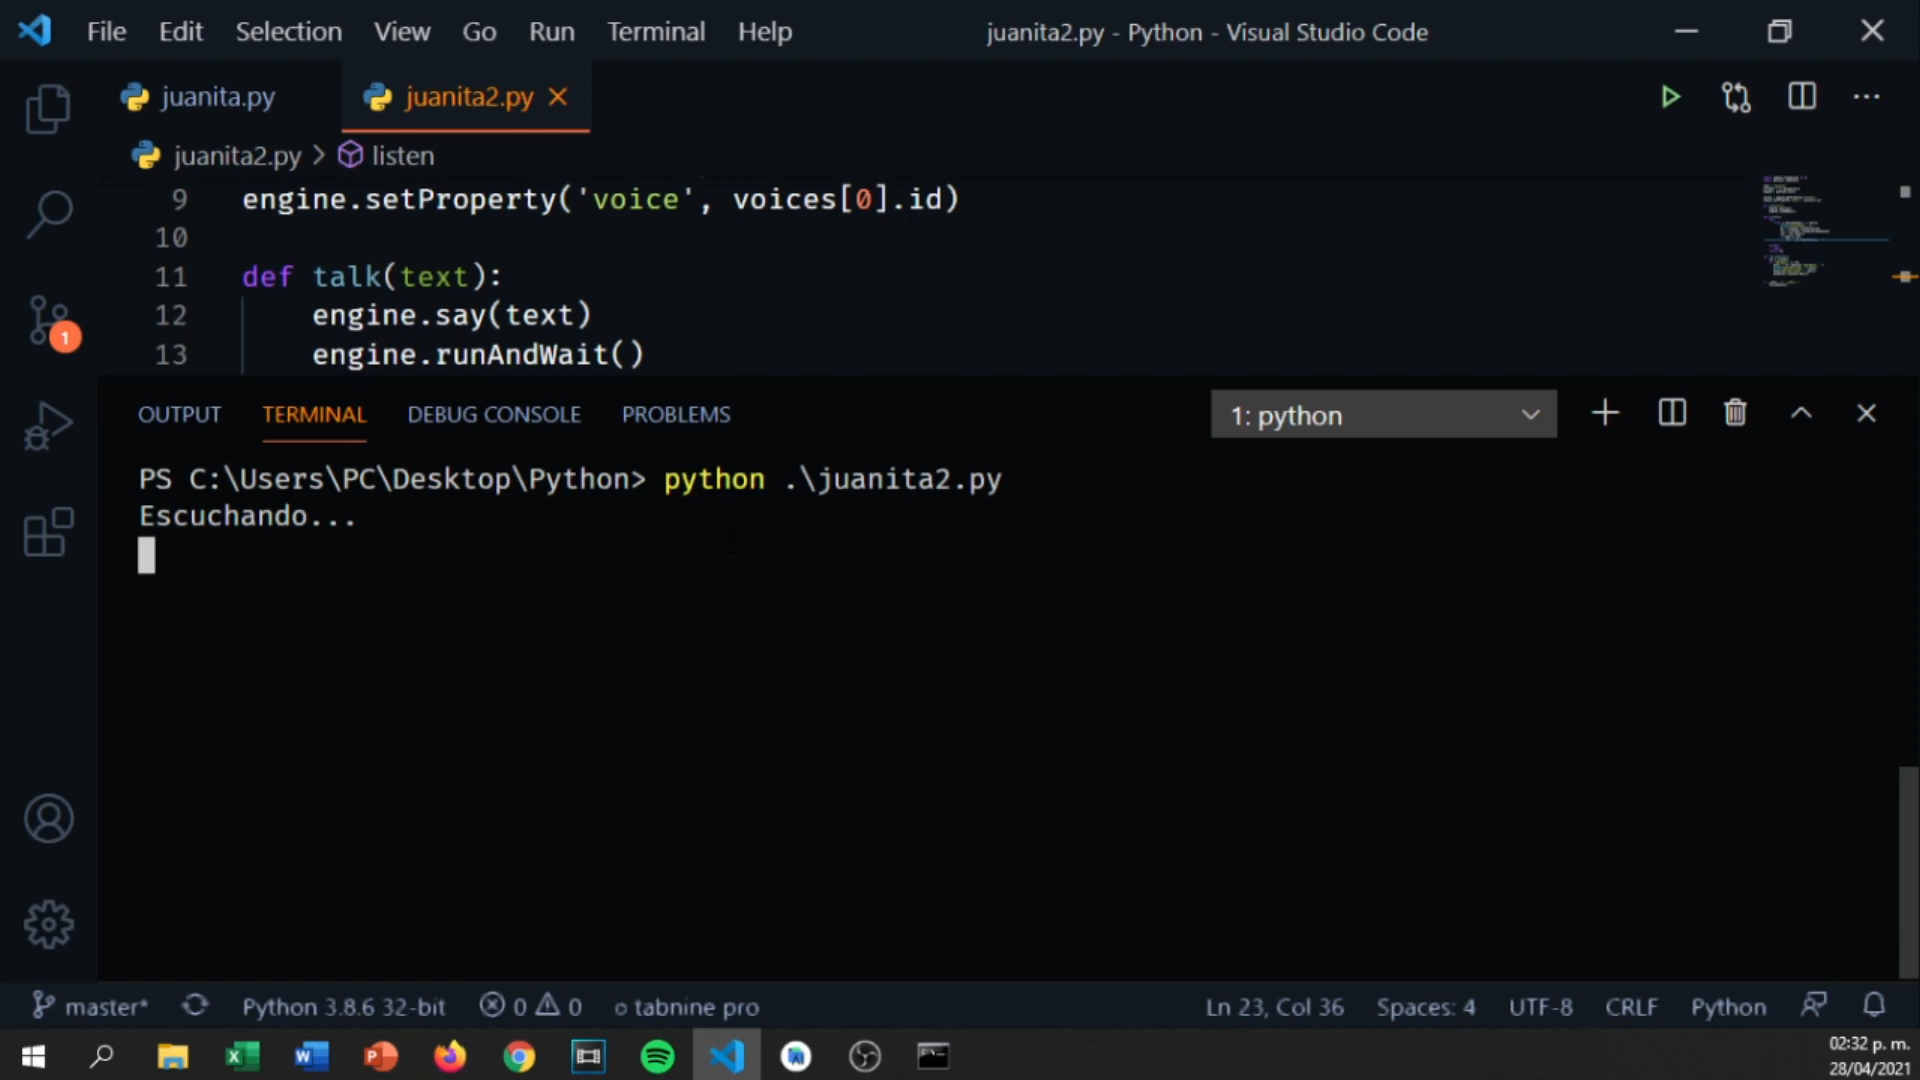 File Edit Selection View Go Run Terminal Help juanita2.py - Python - Visual Studio Code
juanita.py juanita2.py
juanita2.py > listen
9 engine.setProperty('voice', voices[0].id)
10
11 def talk(text):
12 engine.say(text)
13 engine.runAndWait()
OUTPUT TERMINAL DEBUG CONSOLE PROBLEMS 1: python
PS C:\Users\PC\Desktop\Python> python .\juanita2.py
Escuchando...
1
master* Python 3.8.6 32-bit 0 0 tabnine pro Ln 23, Col 36 Spaces: 4 UTF-8 CRLF Python
02:32 p. m.
28/04/2021